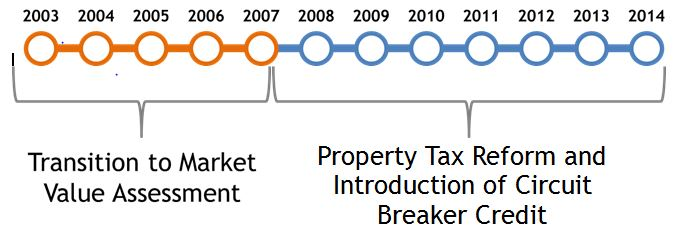 2003 2004 2005 2006 2007 2008 2009 2010 2011 2012 2013 2014
Transition to Market
Value Assessment
Property Tax Reform and
Introduction of Circuit
Breaker Credit